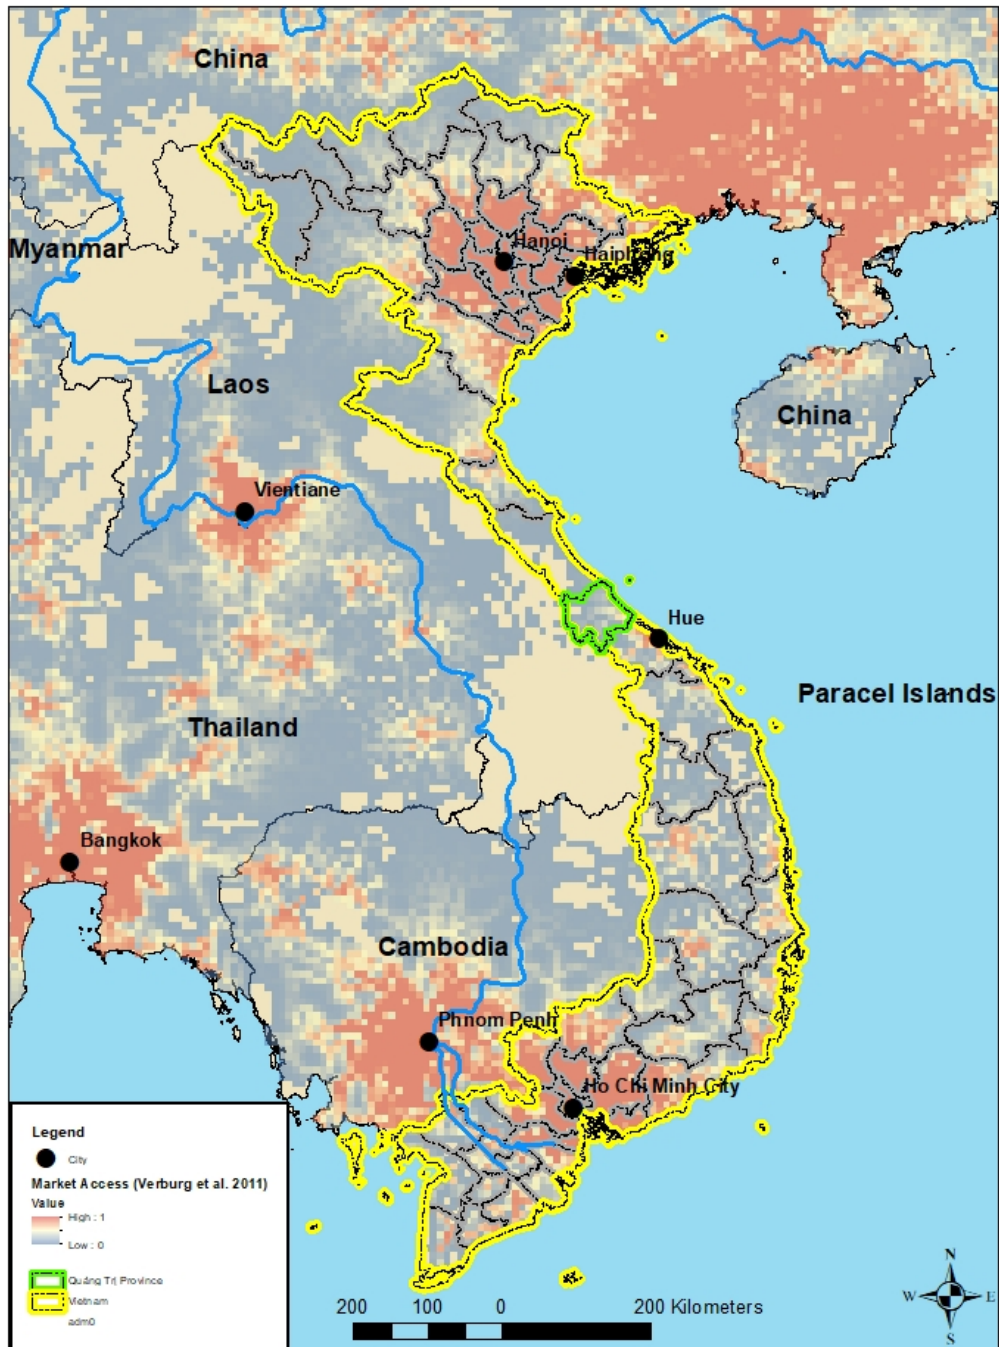 China
Myanmar
Hanoi
Haiphong
Laos
China
Vientiane
Hue
Paracel Islands
Thailand
Bangkok
Cambodia
Phnom Penh
Ho Chi Minh City
Legend
City
Market Access (Verburg et al. 2011)
Value
High : 1
Low : 0
Quảng Trị Province
Vietnam
adm0
200 100 0 200 Kilometers
N
W E
S